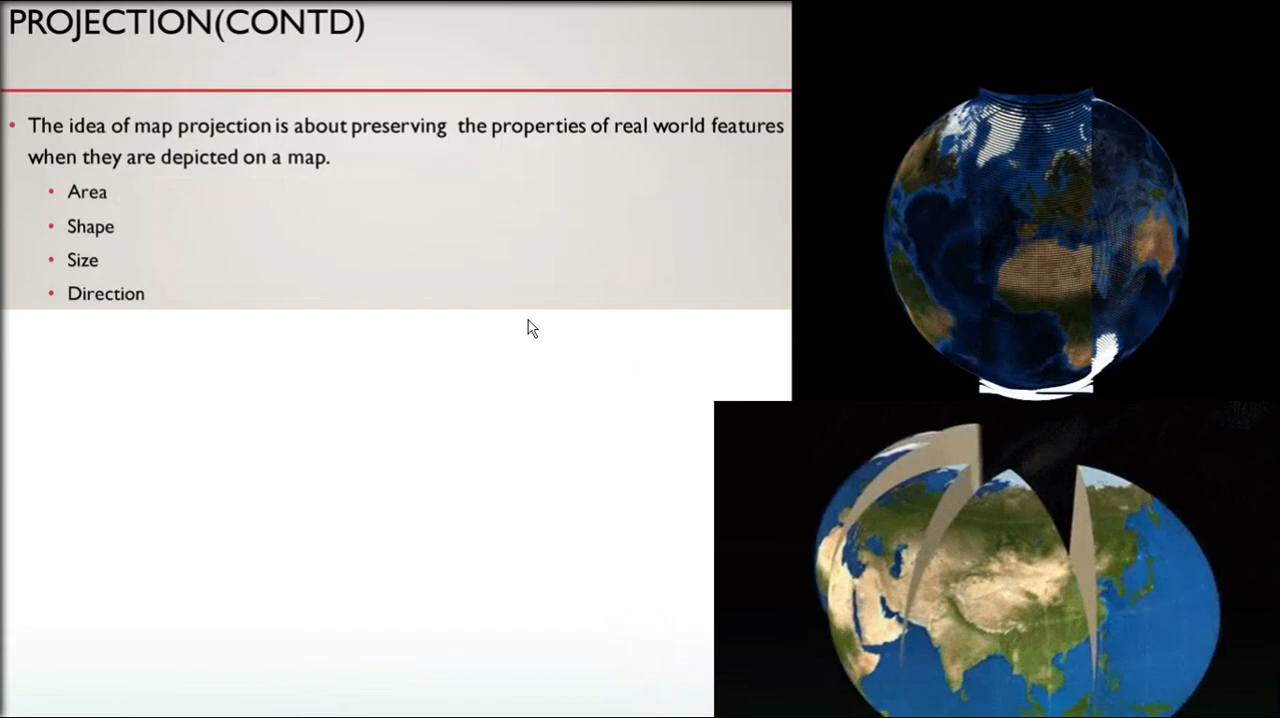 PROJECTION(CONTD)
• The idea of map projection is about preserving the properties of real world features
when they are depicted on a map.
• Area
• Shape
• Size
• Direction